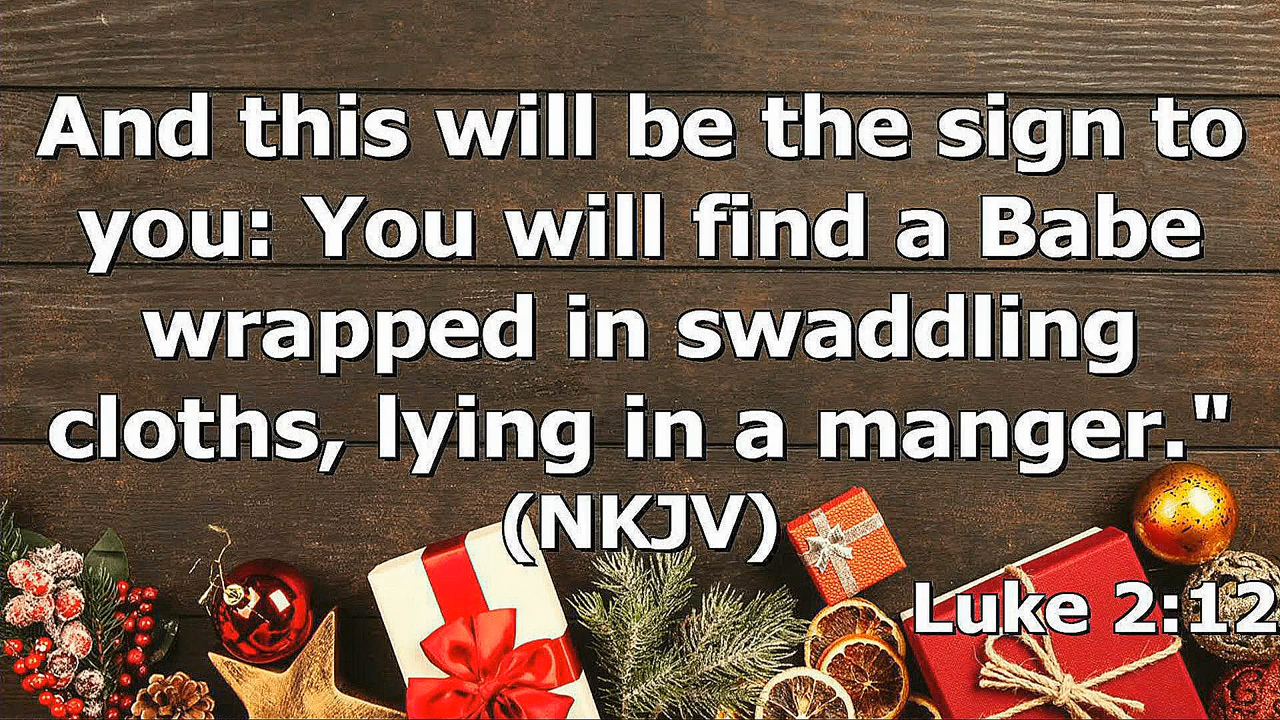 And this will be the sign to
you: You will find a Babe
wrapped in swaddling
cloths, lying in a manger."
(NKJV)
Luke 2:12